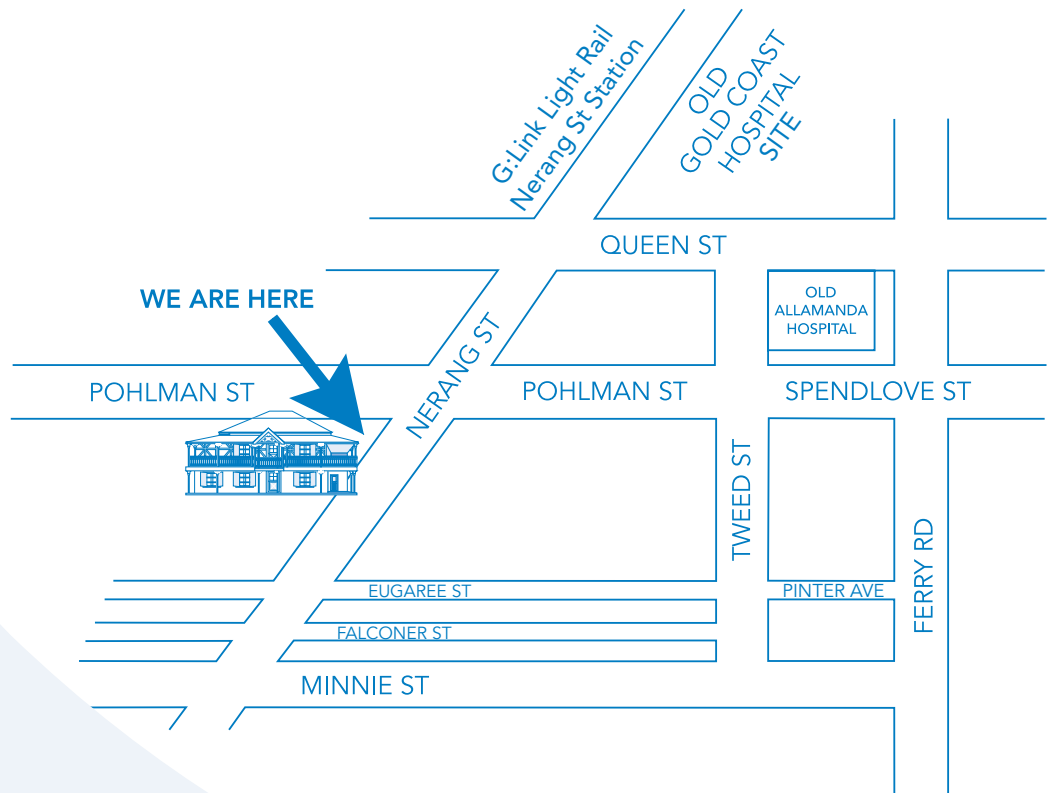 G:Link Light Rail
Nerang St Station
OLD
GOLD COAST
HOSPITAL
SITE
QUEEN ST
WE ARE HERE
OLD
ALLAMANDA
HOSPITAL
NERANG ST
POHLMAN ST
POHLMAN ST
SPENDLOVE ST
TWEED ST
FERRY RD
EUGAREE ST
PINTER AVE
FALCONER ST
MINNIE ST